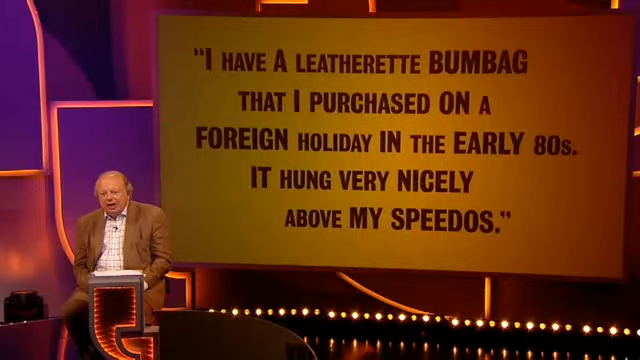 "I HAVE A LEATHERETTE BUMBAG
THAT I PURCHASED ON A
FOREIGN HOLIDAY IN THE EARLY 80s.
IT HUNG VERY NICELY
ABOVE MY SPEEDOS."